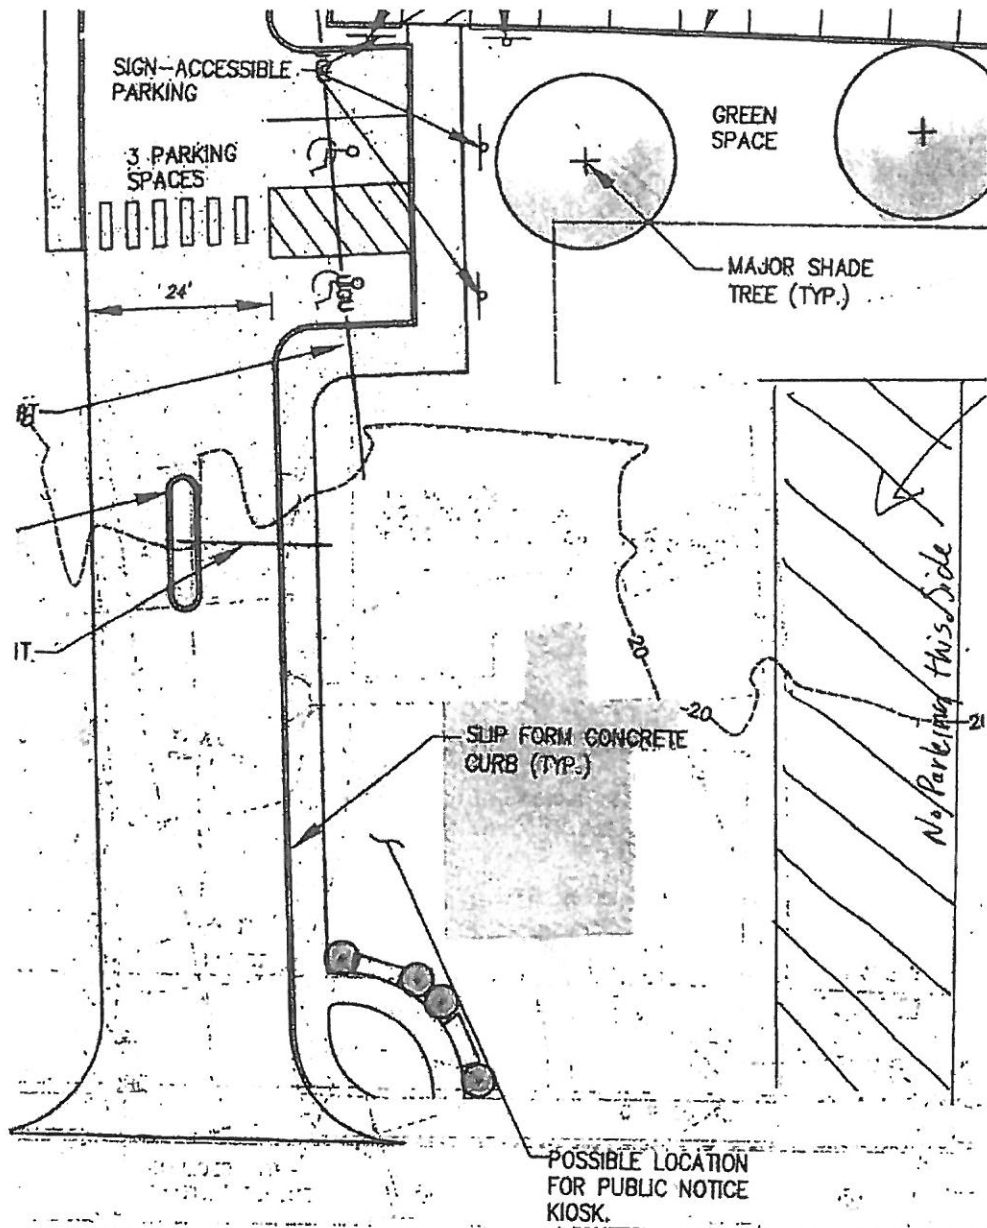 SIGN-ACCESSIBLE
PARKING
GREEN
SPACE
3 PARKING
SPACES
MAJOR SHADE
TREE (TYP.)
24'
IT.
20
20
21
No Parking this Side
SLIP FORM CONCRETE
CURB (TYP.)
POSSIBLE LOCATION
FOR PUBLIC NOTICE
KIOSK.